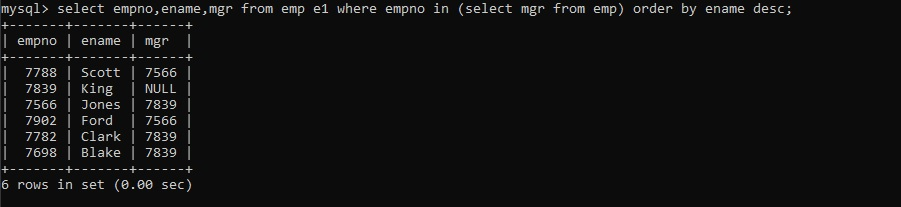 mysql> select empno,ename,mgr from emp e1 where empno in (select mgr from emp) order by ename desc;
+-------+-------+------+
| empno | ename | mgr  |
+-------+-------+------+
|  7788 | Scott | 7566 |
|  7839 | King  | NULL |
|  7566 | Jones | 7839 |
|  7902 | Ford  | 7566 |
|  7782 | Clark | 7839 |
|  7698 | Blake | 7839 |
+-------+-------+------+
6 rows in set (0.00 sec)